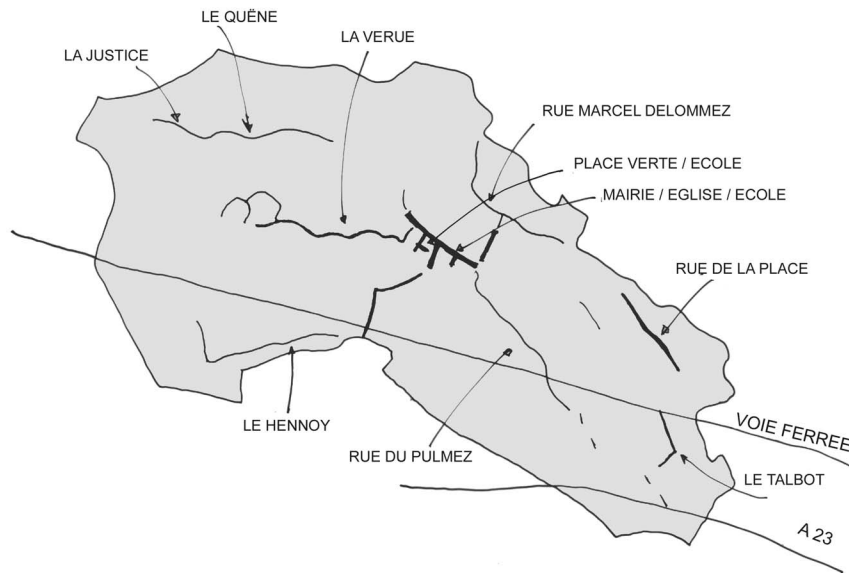 LE QUËNE
LA JUSTICE
LA VERUE
RUE MARCEL DELOMMEZ
PLACE VERTE / ECOLE
MAIRIE / EGLISE / ECOLE
RUE DE LA PLACE
VOIE FERREE
LE HENNOY
RUE DU PULMEZ
LE TALBOT
A 23